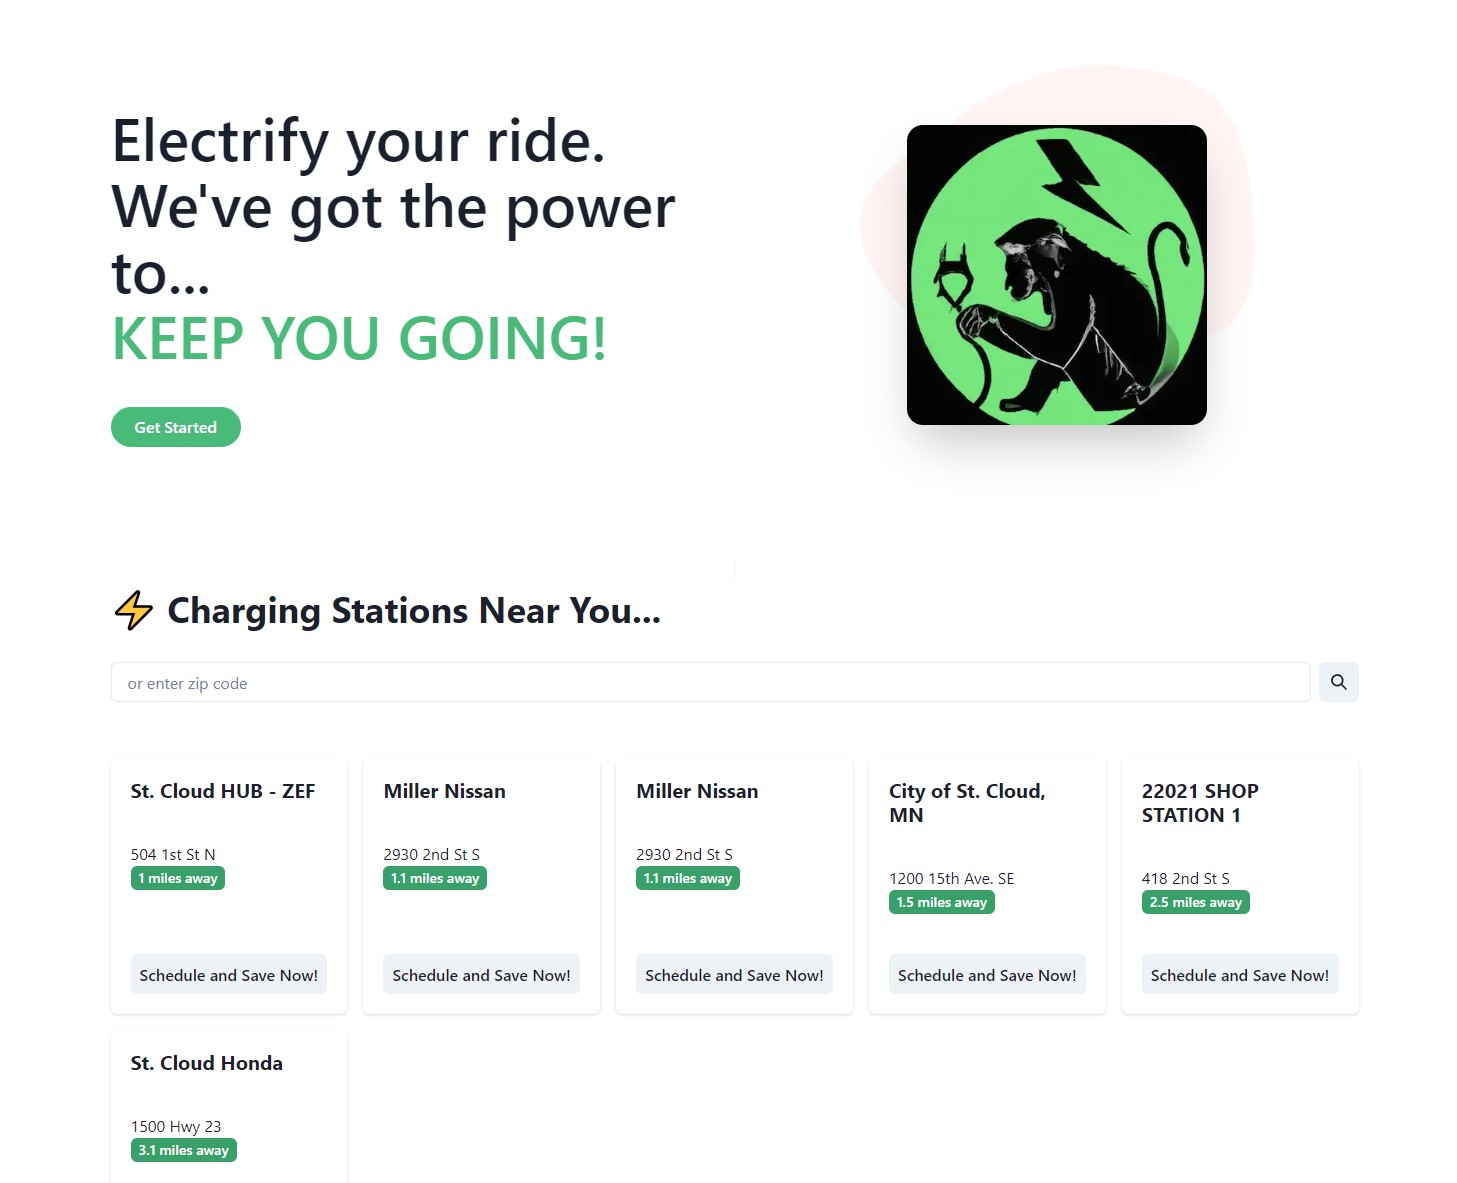 Electrify your ride.
We've got the power
to...
KEEP YOU GOING!
Get Started
⚡ Charging Stations Near You...
or enter zip code
St. Cloud HUB - ZEF
504 1st St N
1 miles away
Schedule and Save Now!
Miller Nissan
2930 2nd St S
1.1 miles away
Schedule and Save Now!
Miller Nissan
2930 2nd St S
1.1 miles away
Schedule and Save Now!
City of St. Cloud,
MN
1200 15th Ave. SE
1.5 miles away
Schedule and Save Now!
22021 SHOP
STATION 1
418 2nd St S
2.5 miles away
Schedule and Save Now!
St. Cloud Honda
1500 Hwy 23
3.1 miles away